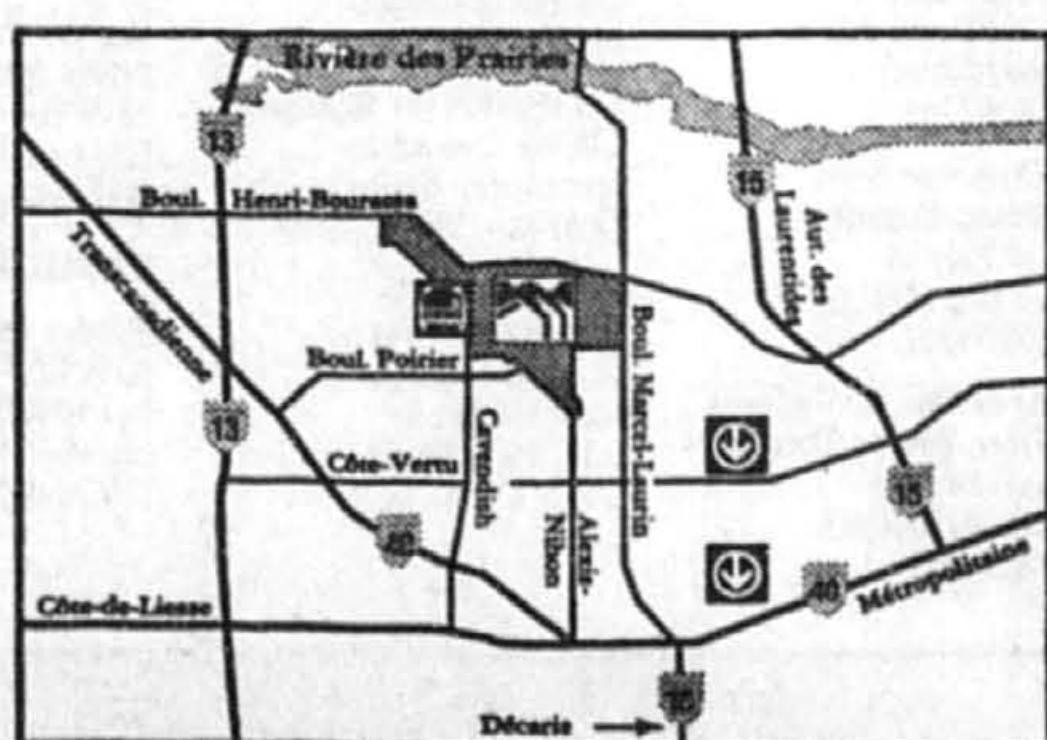 Rivière des Prairies
13
15
Boul. Henri-Bourassa
Transcanadienne
Aut. des
Laurentides
Boul. Poirier
Boul. Marcel-Laurin
13
Cavendish
Côte-Vertu
Alexis-
Nihon
15
40
40
Métropolitaine
Côte-de-Liesse
15
Décarie